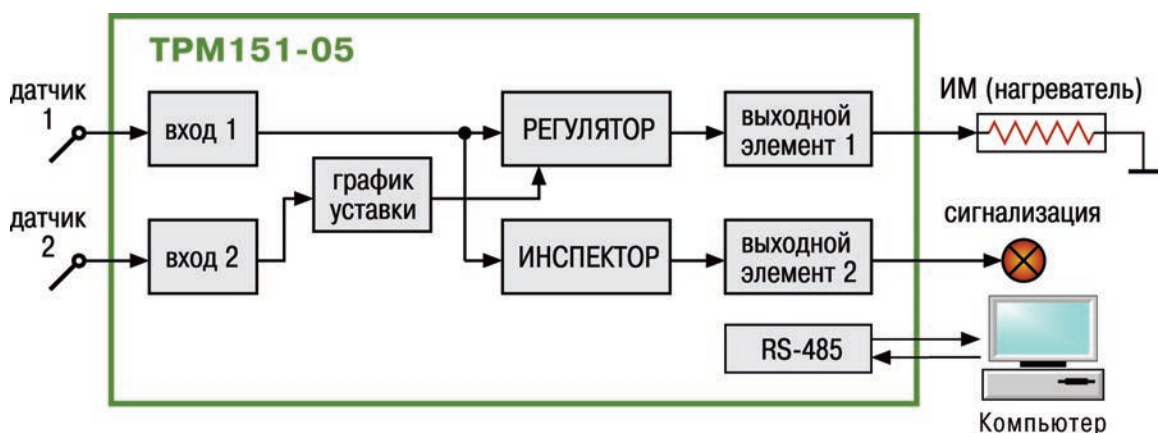 ТРМ151-05
датчик
1
вход 1
РЕГУЛЯТОР
выходной
элемент 1
ИМ (нагреватель)
график
уставки
датчик
2
вход 2
ИНСПЕКТОР
выходной
элемент 2
сигнализация
RS-485
Компьютер